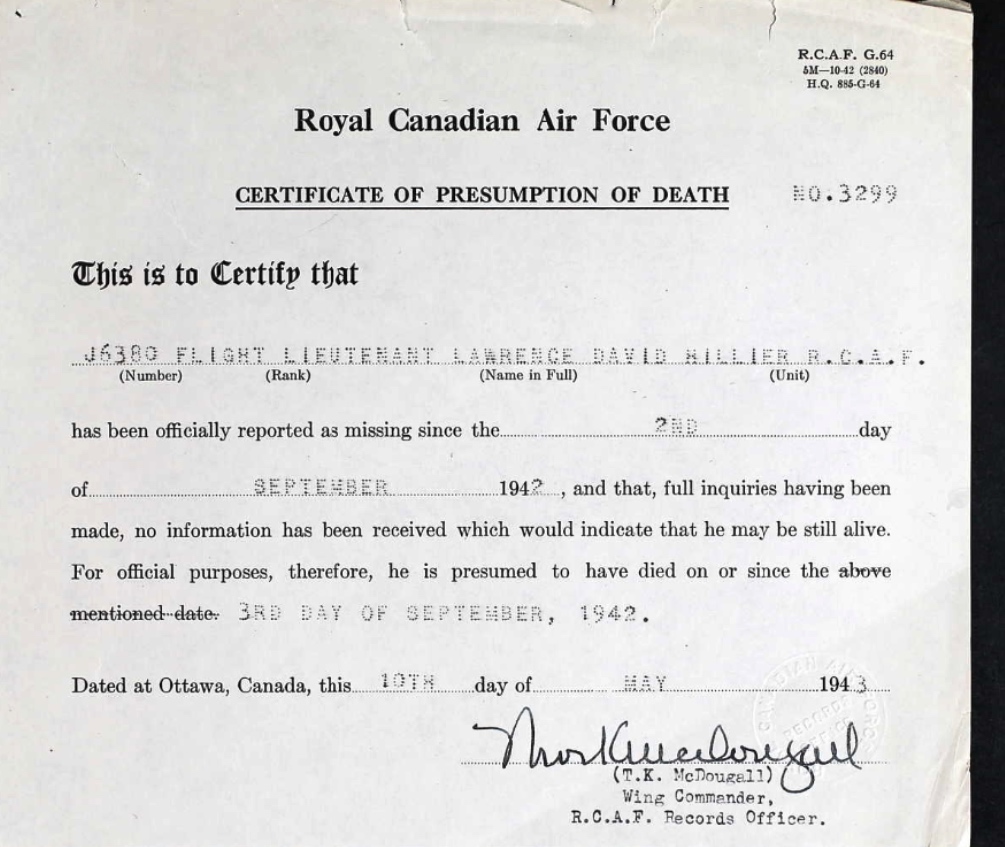 R.C.A.F. G.64
5M—10-42 (2840)
H.Q. 885-G-64
Royal Canadian Air Force
CERTIFICATE OF PRESUMPTION OF DEATH NO.3299
This is to Certify that
J6380 FLIGHT LIEUTENANT LAWRENCE DAVID HILLIER R.C.A.F.
(Number) (Rank) (Name in Full) (Unit)
has been officially reported as missing since the 2ND day
of SEPTEMBER 1942, and that, full inquiries having been
made, no information has been received which would indicate that he may be still alive.
For official purposes, therefore, he is presumed to have died on or since the above
mentioned date. 3RD DAY OF SEPTEMBER, 1942.
Dated at Ottawa, Canada, this 10TH day of MAY 1943
(T.K. McDougall)
Wing Commander,
R.C.A.F. Records Officer.